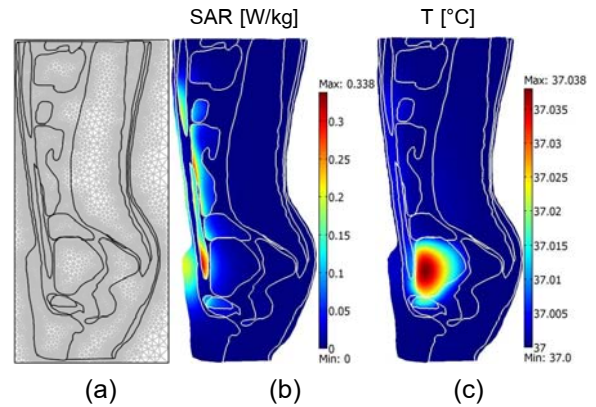 SAR [W/kg]
T [°C]
Max: 0.338
0.3
0.25
0.2
0.15
0.1
0.05
0
Min: 0
Max: 37.038
37.035
37.03
37.025
37.02
37.015
37.01
37.005
37
Min: 37.0
(a)
(b)
(c)